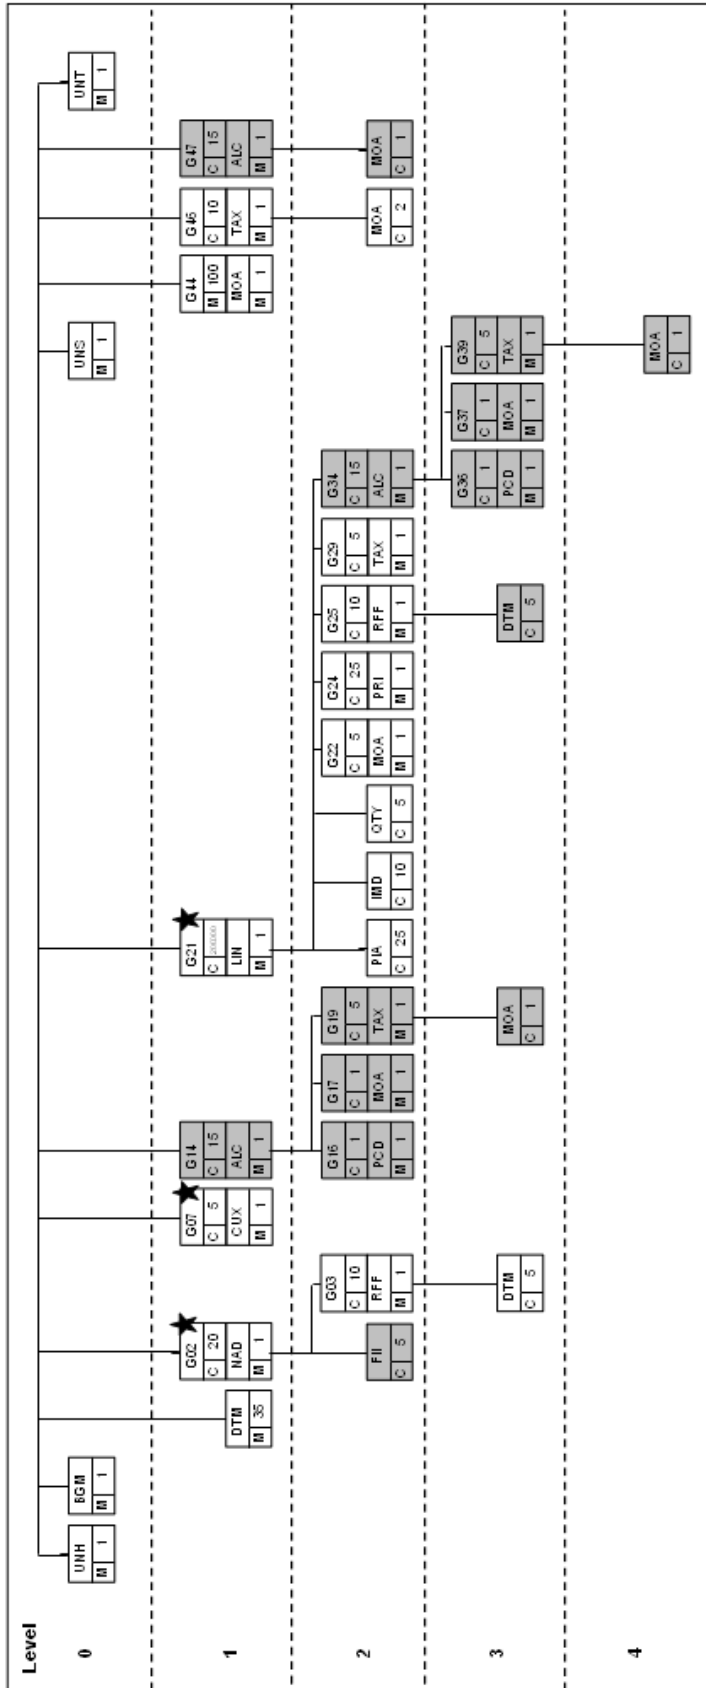 Level
0
UNH
M 1
BGM
M 1
UNS
M 1
UNT
M 1
1
DTM
M 35
G02
C 20
NAD
M 1
G07
C 5
CUX
M 1
G14
C 15
ALC
M 1
G21
C 200000
LIN
M 1
G44
M 100
MOA
M 1
G46
C 10
TAX
M 1
G47
C 15
ALC
M 1
2
FII
C 5
G03
C 10
RFF
M 1
G16
C 1
PCD
M 1
G17
C 1
MOA
M 1
G19
C 5
TAX
M 1
PIA
C 25
IMD
C 10
QTY
C 5
G22
C 5
MOA
M 1
G24
C 25
PRI
M 1
G25
C 10
RFF
M 1
G29
C 5
TAX
M 1
G34
C 15
ALC
M 1
MOA
C 2
MOA
C 1
3
DTM
C 5
MOA
C 1
DTM
C 5
G36
C 1
PCD
M 1
G37
C 1
MOA
M 1
G39
C 5
TAX
M 1
4
MOA
C 1